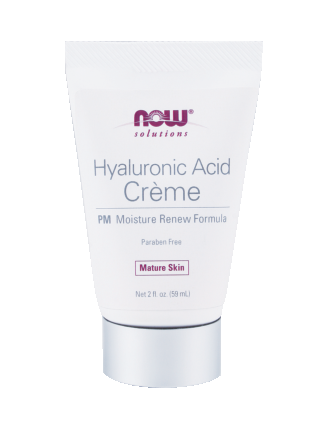 NOW®
solutions
Hyaluronic Acid
Crème
PM Moisture Renew Formula
Paraben Free
Mature Skin
Net 2 fl. oz. (59 mL)